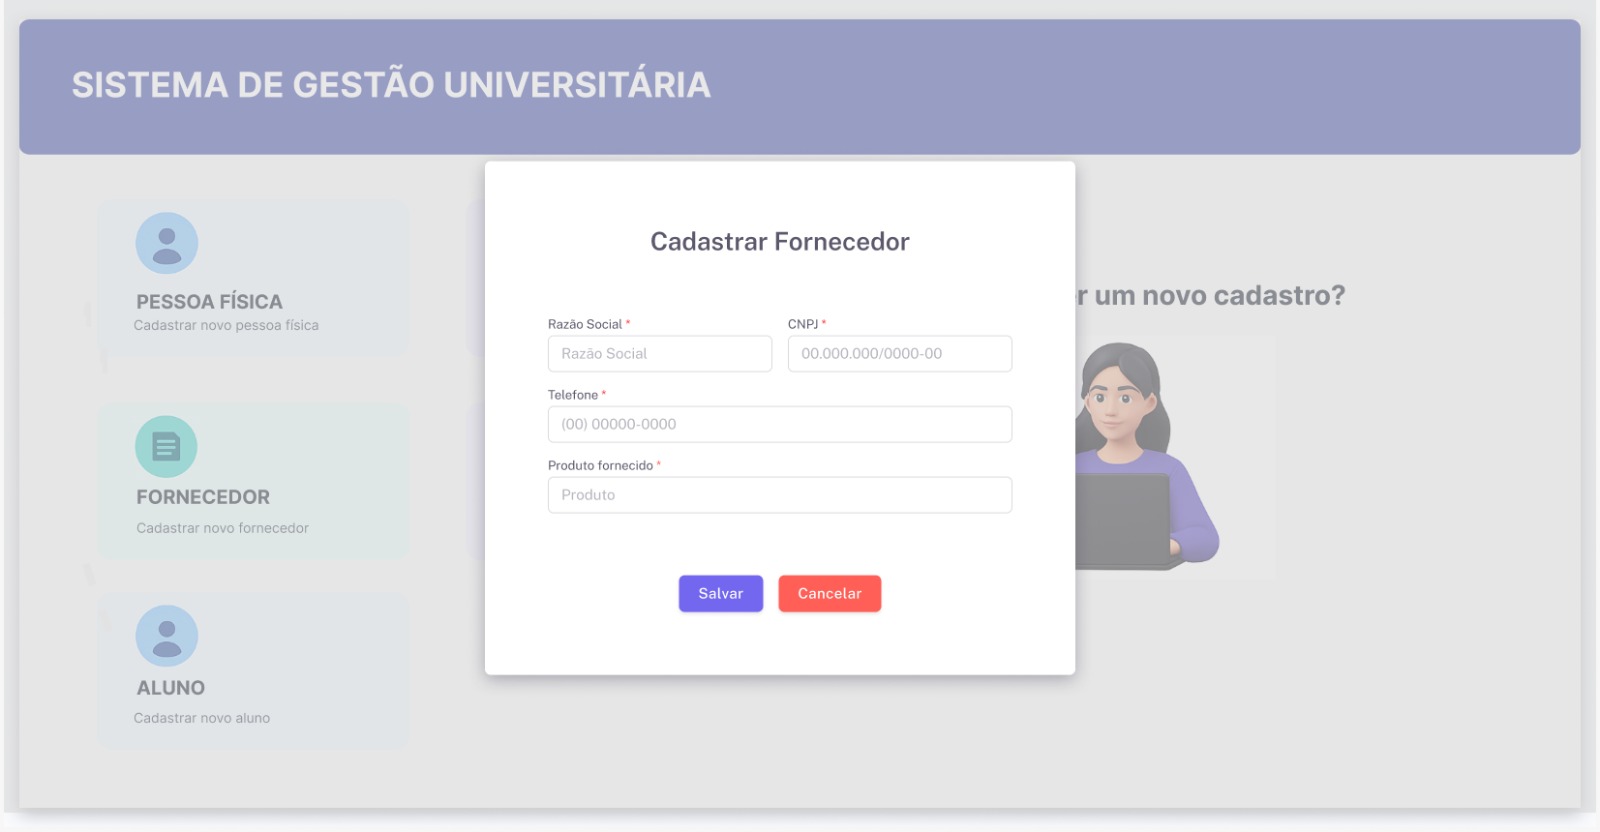 SISTEMA DE GESTÃO UNIVERSITÁRIA
PESSOA FÍSICA
Cadastrar novo pessoa física
FORNECEDOR
Cadastrar novo fornecedor
ALUNO
Cadastrar novo aluno
Cadastrar Fornecedor
Razão Social *
CNPJ *
Razão Social
00.000.000/0000-00
Telefone *
(00) 00000-0000
Produto fornecido *
Produto
Salvar
Cancelar
um novo cadastro?